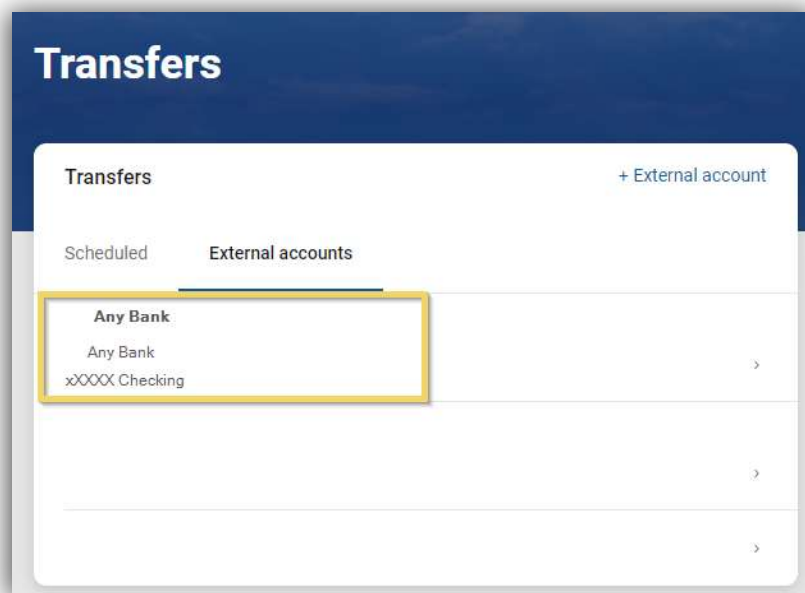 Transfers
Transfers
+ External account
Scheduled
External accounts
Any Bank
Any Bank
xXXXX Checking